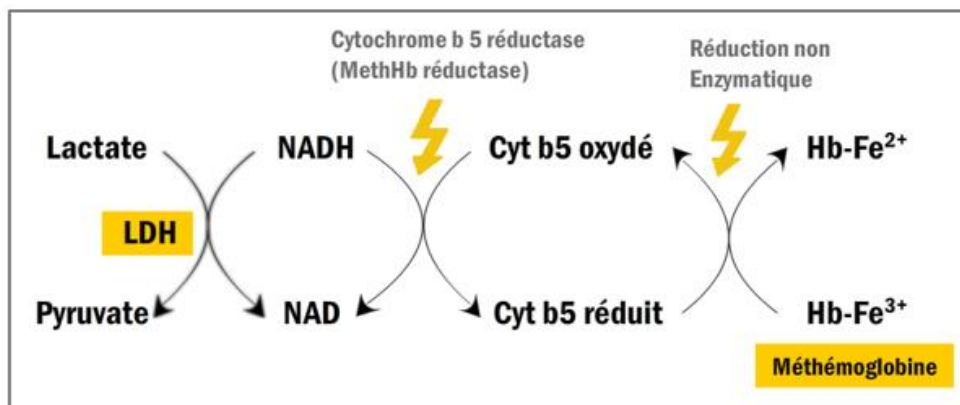 Cytochrome b 5 réductase
(MethHb réductase)
Réduction non
Enzymatique
Lactate
NADH
Cyt b5 oxydé
Hb-Fe²⁺
LDH
Pyruvate
NAD
Cyt b5 réduit
Hb-Fe³⁺
Méthémoglobine